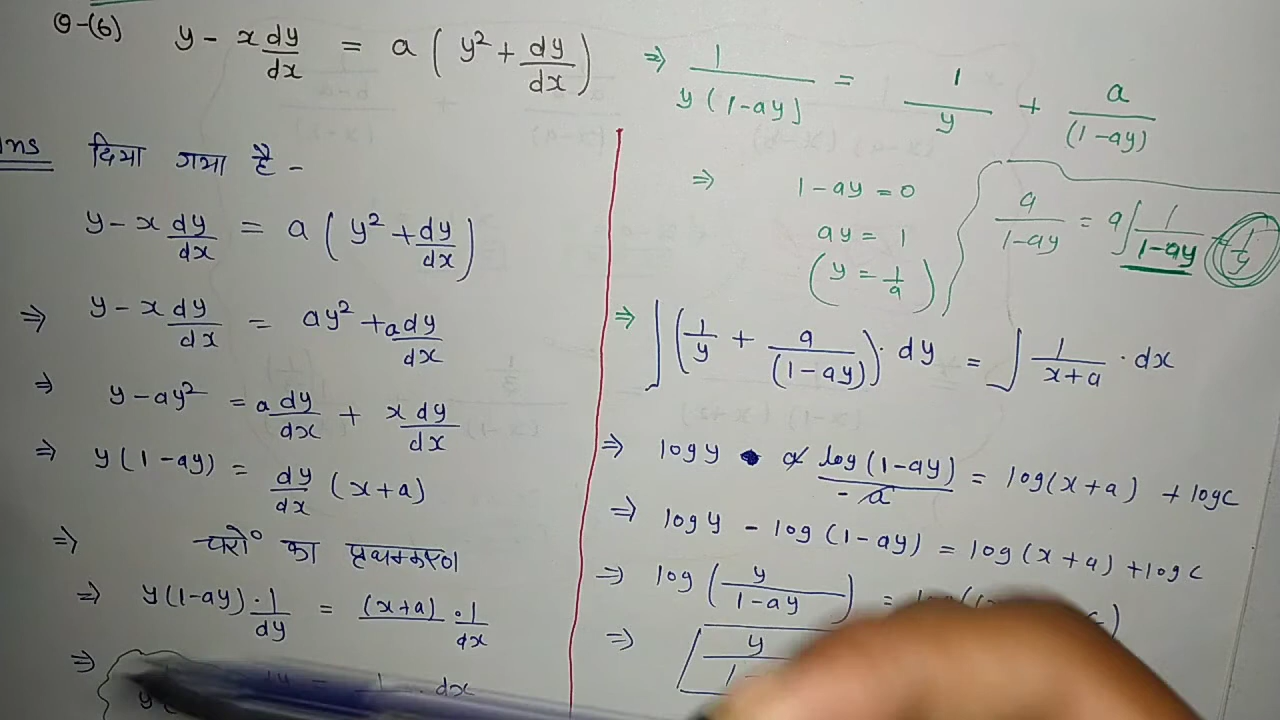 Q-(6) y - x dy/dx = a (y² + dy/dx)
Ans दिया गया है -
y - x dy/dx = a (y² + dy/dx)
⇒ y - x dy/dx = ay² + a dy/dx
⇒ y - ay² = a dy/dx + x dy/dx
⇒ y(1-ay) = dy/dx (x+a)
⇒ चरो° का पृथक्करण
⇒ y(1-ay) · 1/dy = (x+a) · 1/dx
⇒ 1/(y(1-ay)) = 1/y + a/(1-ay)
⇒ 1-ay = 0
ay = 1
(y = 1/a)
a/(1-ay) = a 1/(1-ay) 1/y
⇒ ∫(1/y + a/(1-ay)) · dy = ∫ 1/(x+a) · dx
⇒ log y a log(1-ay)/-a = log(x+a) + log c
⇒ log y - log(1-ay) = log(x+a) + log c
⇒ log (y/(1-ay)) =
⇒ y